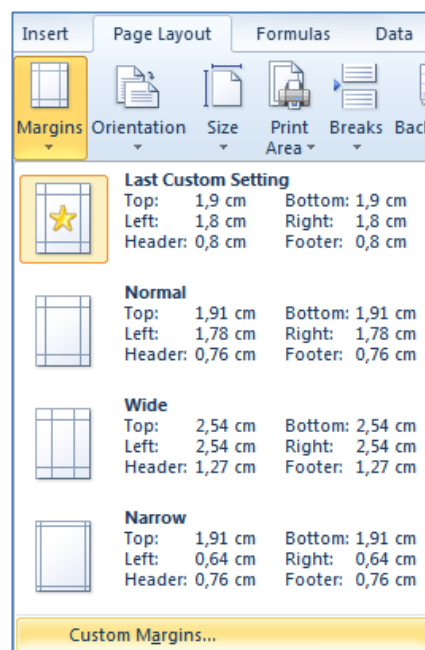 Insert Page Layout Formulas Data
Margins Orientation Size Print Breaks
Area
Last Custom Setting
Top: 1,9 cm Bottom: 1,9 cm
Left: 1,8 cm Right: 1,8 cm
Header: 0,8 cm Footer: 0,8 cm
Normal
Top: 1,91 cm Bottom: 1,91 cm
Left: 1,78 cm Right: 1,78 cm
Header: 0,76 cm Footer: 0,76 cm
Wide
Top: 2,54 cm Bottom: 2,54 cm
Left: 2,54 cm Right: 2,54 cm
Header: 1,27 cm Footer: 1,27 cm
Narrow
Top: 1,91 cm Bottom: 1,91 cm
Left: 0,64 cm Right: 0,64 cm
Header: 0,76 cm Footer: 0,76 cm
Custom Margins...